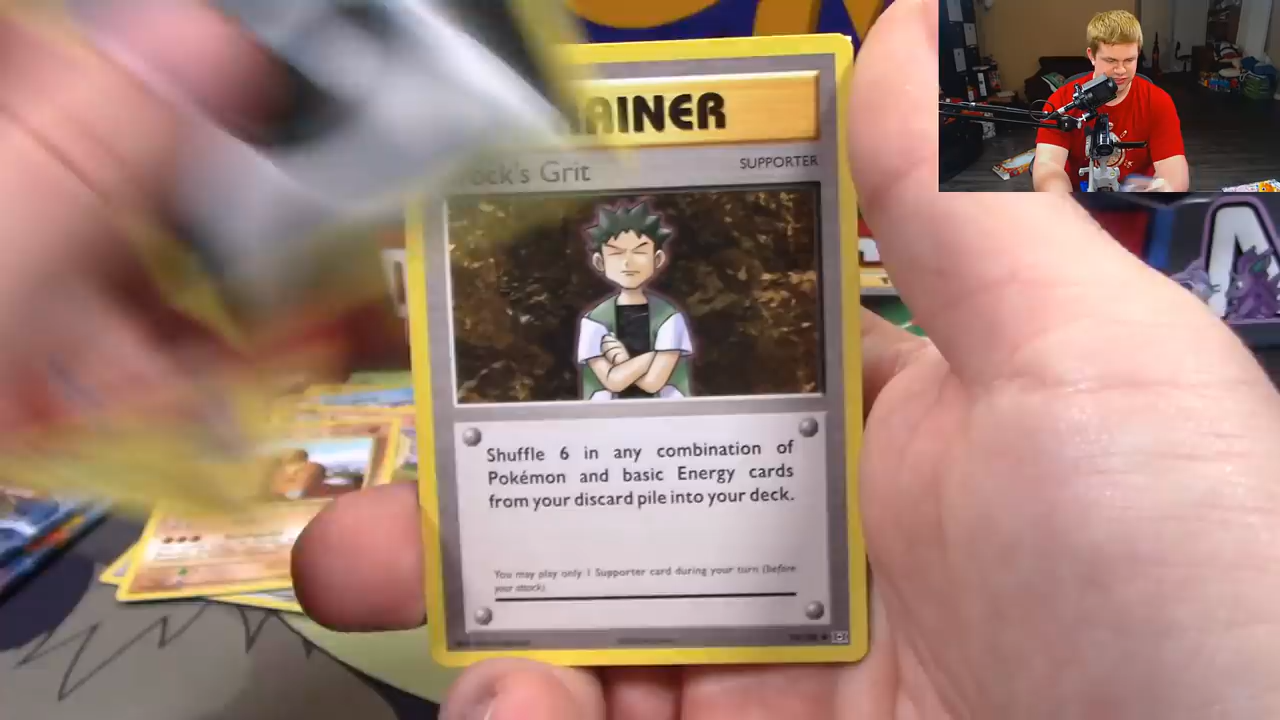 RAINER
ock's Grit
SUPPORTER
Shuffle 6 in any combination of
Pokémon and basic Energy cards
from your discard pile into your deck.
You may play only 1 Supporter card during your turn (before
your attack).
A